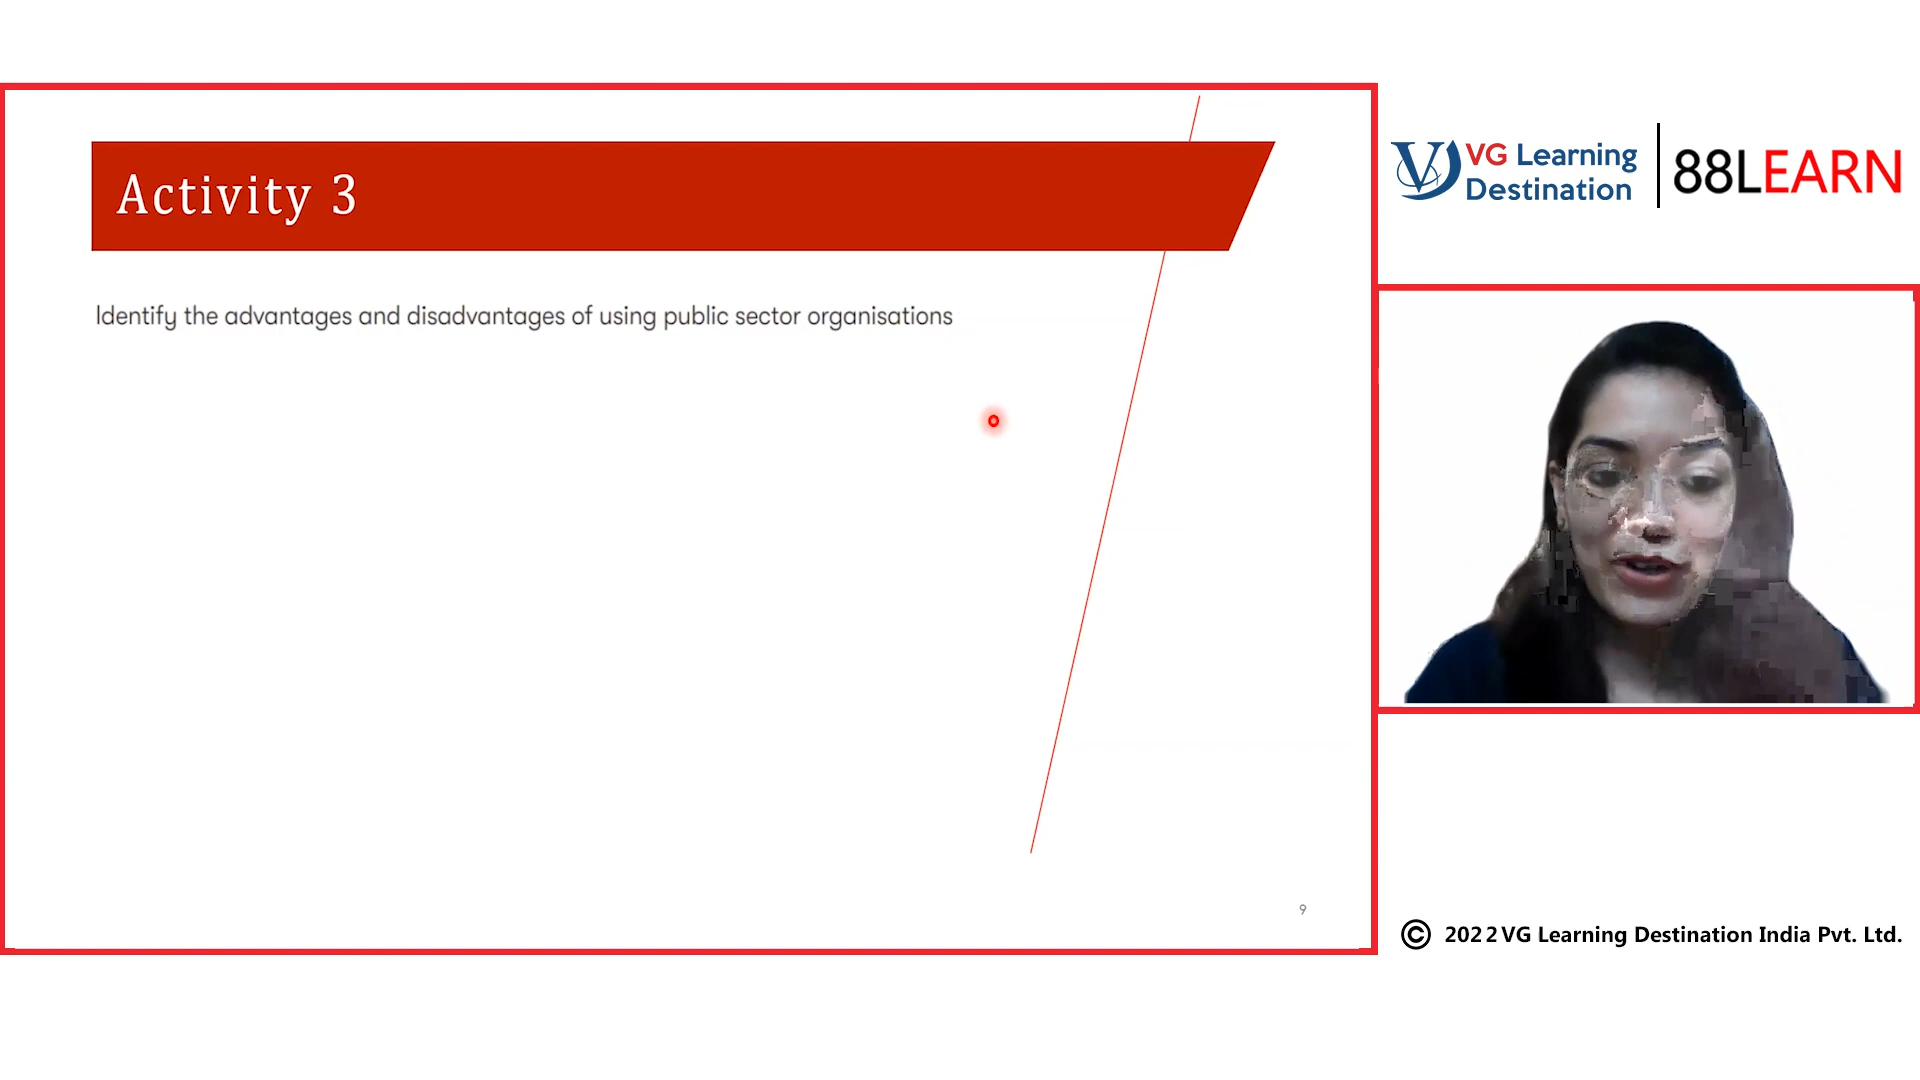 Activity 3
Identify the advantages and disadvantages of using public sector organisations
9
VG Learning
Destination
88LEARN
© 2022 VG Learning Destination India Pvt. Ltd.